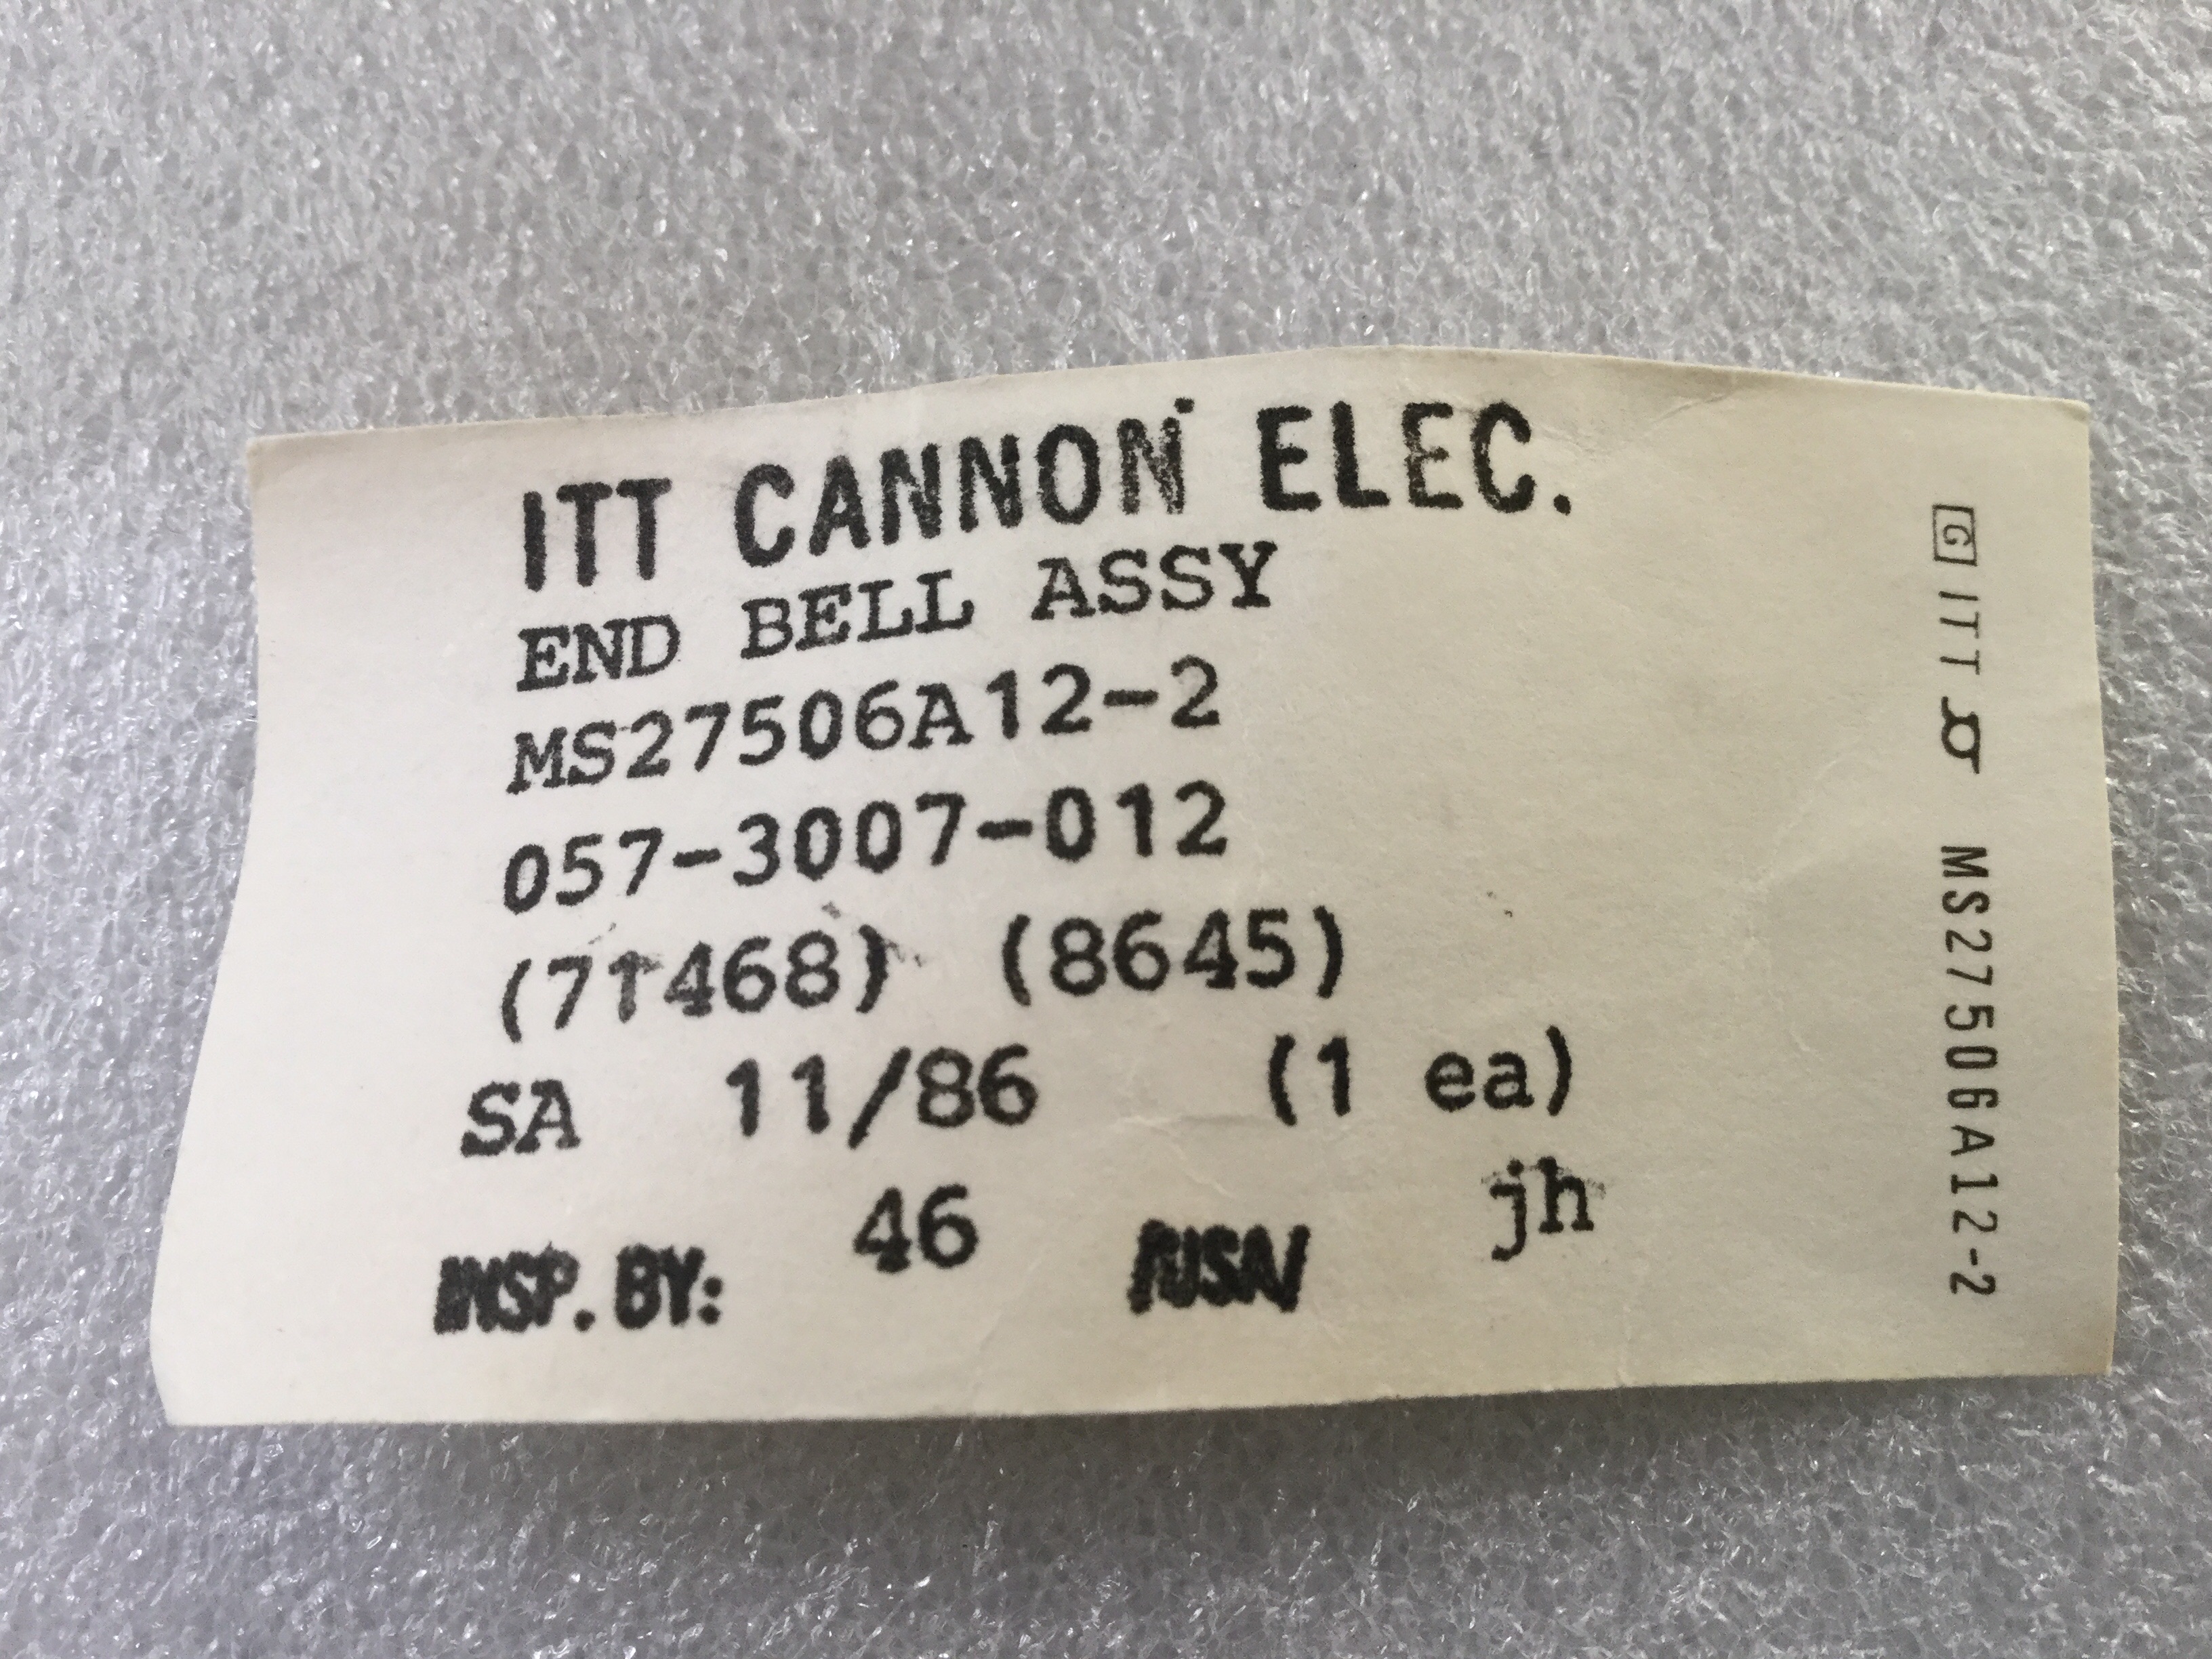 ITT CANNON ELEC.
END BELL ASSY
MS27506A12-2
057-3007-012
(71468) (8645)
SA 11/86 (1 ea)
46 jh
INSP. BY: /USA/
G ITT MS27506A12-2